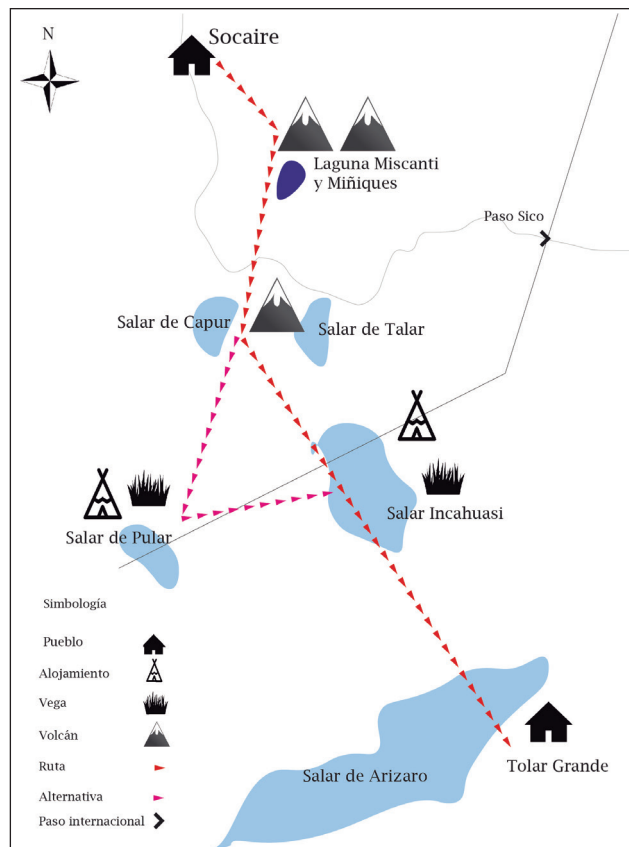 N
Socaire
Laguna Miscanti
y Miñiques
Paso Sico
Salar de Capur
Salar de Talar
Salar Incahuasi
Salar de Pular
Simbología
Pueblo
Alojamiento
Vega
Volcán
Ruta
Alternativa
Paso internacional
Salar de Arizaro
Tolar Grande